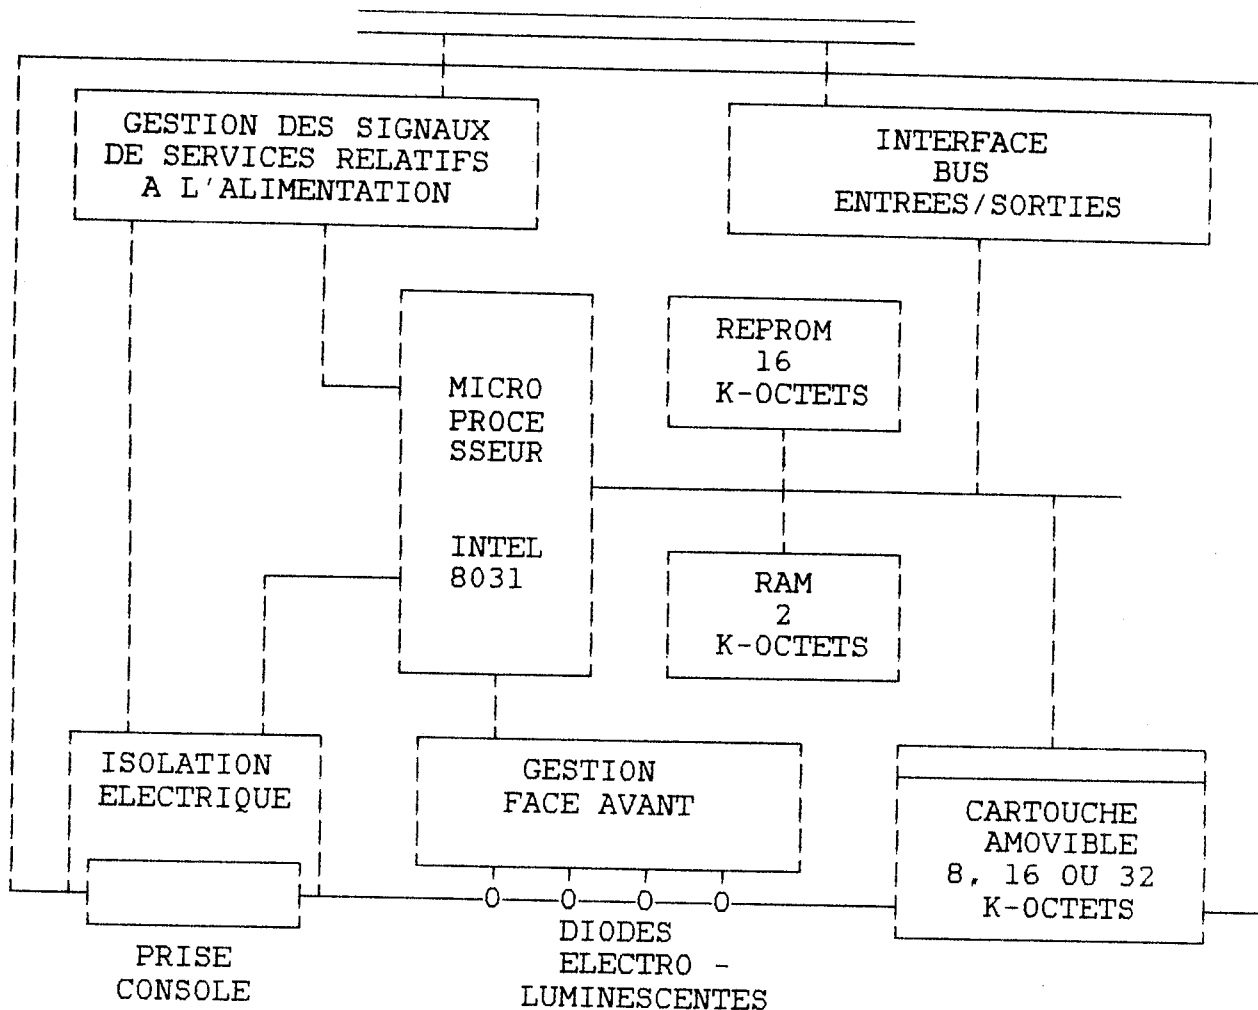 GESTION DES SIGNAUX
DE SERVICES RELATIFS
A L'ALIMENTATION
INTERFACE
BUS
ENTREES/SORTIES
MICRO
PROCE
SSEUR
INTEL
8031
REPROM
16
K-OCTETS
RAM
2
K-OCTETS
ISOLATION
ELECTRIQUE
GESTION
FACE AVANT
CARTOUCHE
AMOVIBLE
8, 16 OU 32
K-OCTETS
PRISE
CONSOLE
DIODES
ELECTRO -
LUMINESCENTES